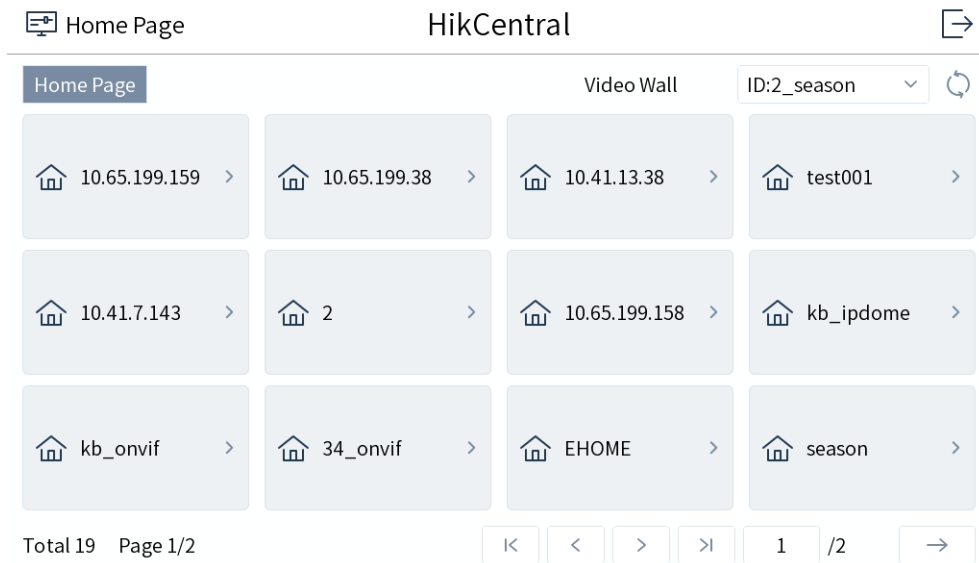 Home Page HikCentral
Home Page Video Wall ID:2_season
10.65.199.159 10.65.199.38 10.41.13.38 test001
10.41.7.143 2 10.65.199.158 kb_ipdome
kb_onvif 34_onvif EHOME season
Total 19 Page 1/2 1 /2